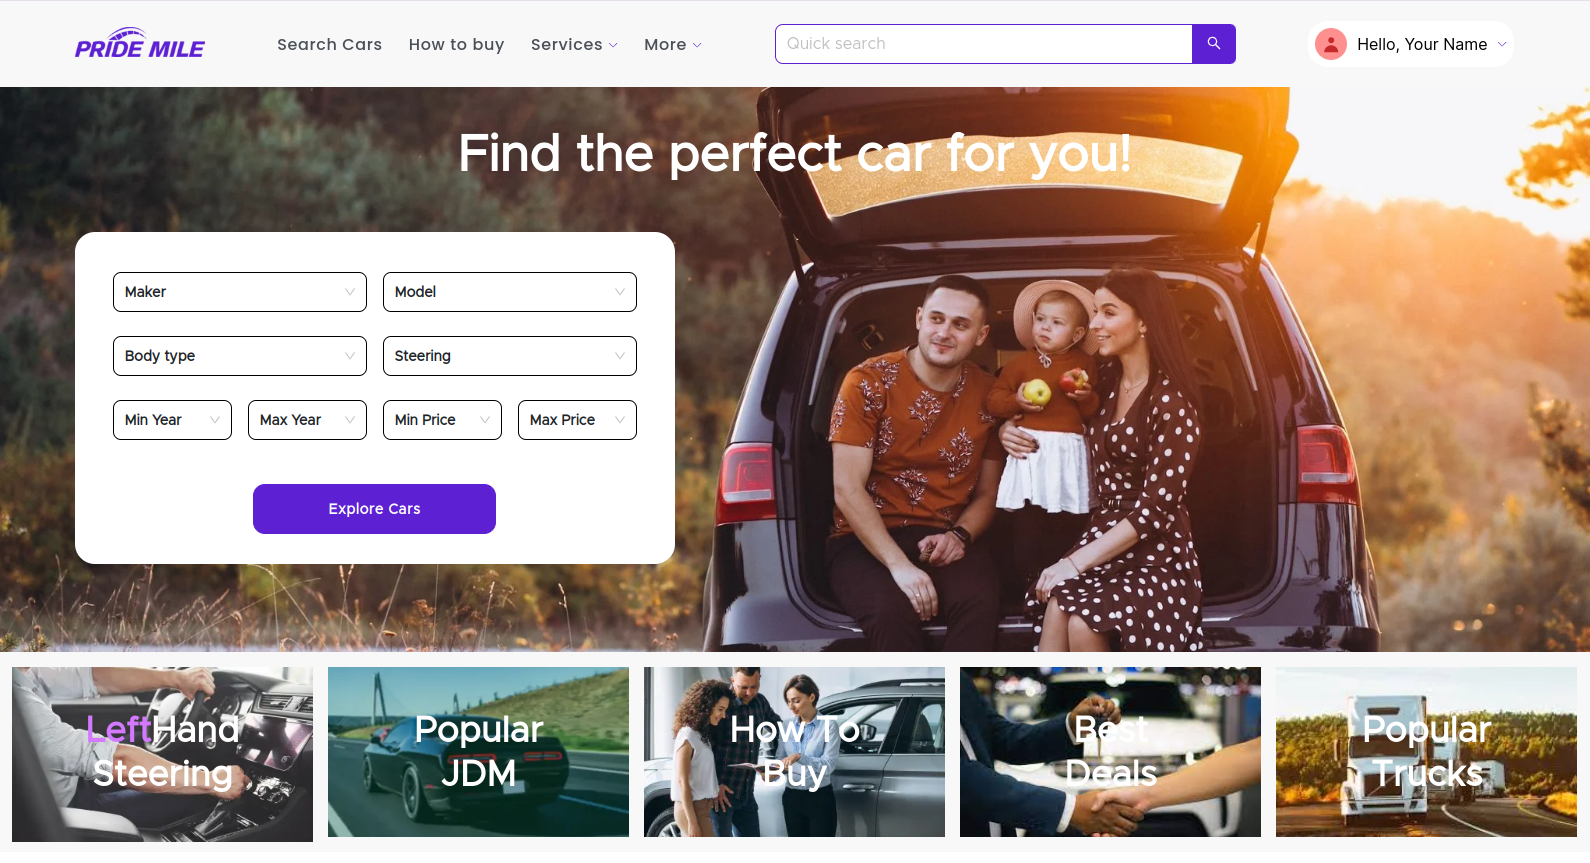 PRIDE MILE
Search Cars
How to buy
Services
More
Quick search
Hello, Your Name
Find the perfect car for you!
Maker
Model
Body type
Steering
Min Year
Max Year
Min Price
Max Price
Explore Cars
LeftHand
Steering
Popular
JDM
How To
Buy
Best
Deals
Popular
Trucks